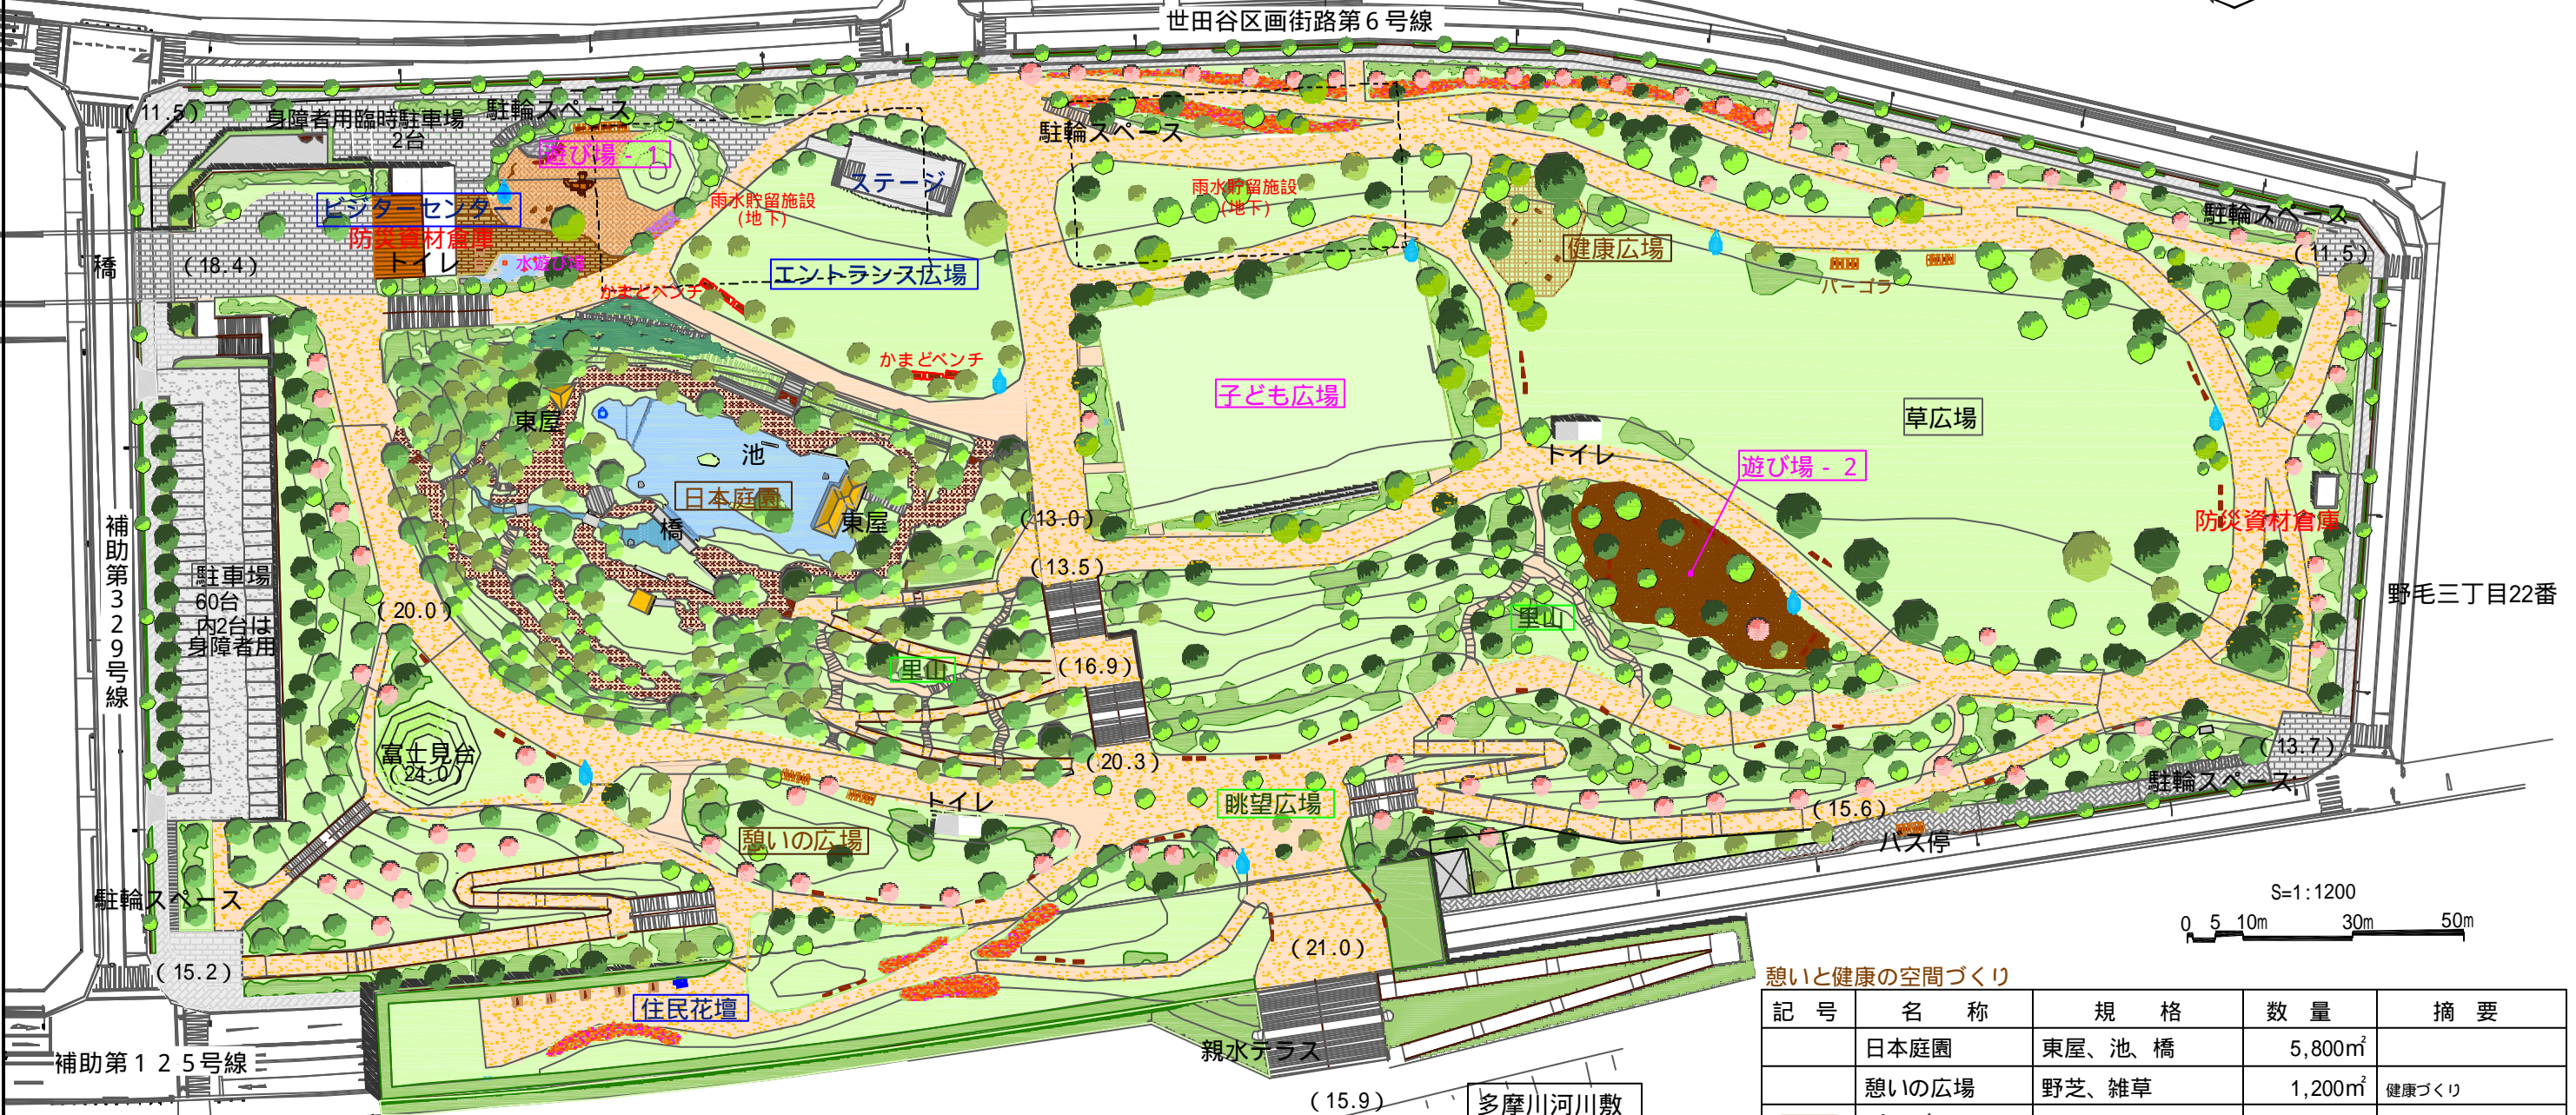 世田谷区画街路第6号線
(11.5)
身障者用臨時駐車場
2台
駐輪スペース
遊び場 - 1
ビジターセンター
防災資材倉庫
トイレ
水遊び場
橋
(18.4)
雨水貯留施設
(地下)
ステージ
エントランス広場
かまどベンチ
かまどベンチ
駐輪スペース
雨水貯留施設
(地下)
健康広場
パーゴラ
駐輪スペース
(11.5)
子ども広場
草広場
トイレ
遊び場 - 2
防災資材倉庫
野毛三丁目22番
東屋
池
日本庭園
橋
東屋
(13.0)
(13.5)
(16.9)
(20.3)
里山
里山
補助第329号線
駐車場
60台
内2台は
身障者用
(20.0)
富士見台
(24.0)
憩いの広場
トイレ
眺望広場
(15.6)
バス停
駐輪スペース
(13.7)
駐輪スペース
(15.2)
住民花壇
(21.0)
親水テラス
補助第125号線
(15.9)
多摩川河川敷
S=1:1200
0 5 10m 30m 50m
憩いと健康の空間づくり
記 号 名 称 規 格 数 量 摘 要
日本庭園 東屋、池、橋 5,800㎡
憩いの広場 野芝、雑草 1,200㎡ 健康づくり